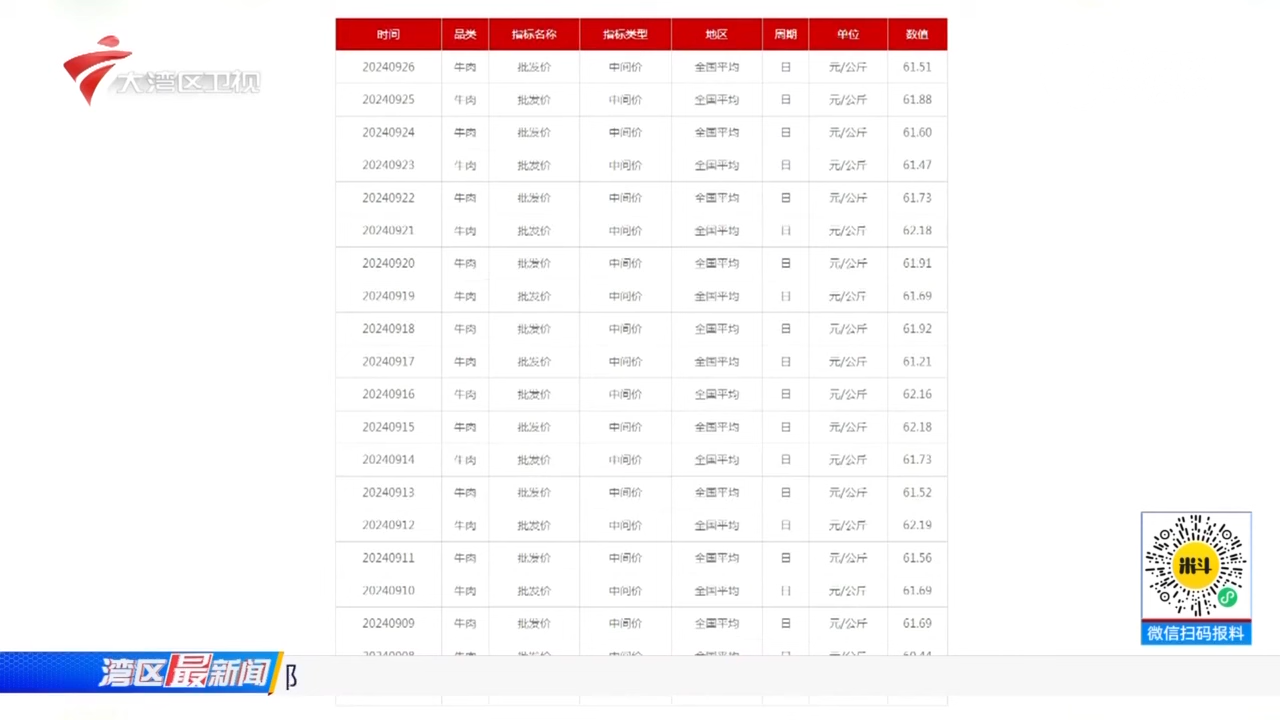 大湾区卫视
时间 品类 指标名称 指标类型 地区 周期 单位 数值
20240926 牛肉 批发价 中间价 全国平均 日 元/公斤 61.51
20240925 牛肉 批发价 中间价 全国平均 日 元/公斤 61.88
20240924 牛肉 批发价 中间价 全国平均 日 元/公斤 61.60
20240923 牛肉 批发价 中间价 全国平均 日 元/公斤 61.47
20240922 牛肉 批发价 中间价 全国平均 日 元/公斤 61.73
20240921 牛肉 批发价 中间价 全国平均 日 元/公斤 62.18
20240920 牛肉 批发价 中间价 全国平均 日 元/公斤 61.91
20240919 牛肉 批发价 中间价 全国平均 日 元/公斤 61.69
20240918 牛肉 批发价 中间价 全国平均 日 元/公斤 61.92
20240917 牛肉 批发价 中间价 全国平均 日 元/公斤 61.21
20240916 牛肉 批发价 中间价 全国平均 日 元/公斤 62.16
20240915 牛肉 批发价 中间价 全国平均 日 元/公斤 62.18
20240914 牛肉 批发价 中间价 全国平均 日 元/公斤 61.73
20240913 牛肉 批发价 中间价 全国平均 日 元/公斤 61.52
20240912 牛肉 批发价 中间价 全国平均 日 元/公斤 62.19
20240911 牛肉 批发价 中间价 全国平均 日 元/公斤 61.56
20240910 牛肉 批发价 中间价 全国平均 日 元/公斤 61.69
20240909 牛肉 批发价 中间价 全国平均 日 元/公斤 61.69
米斗
微信扫码报料
湾区最新闻